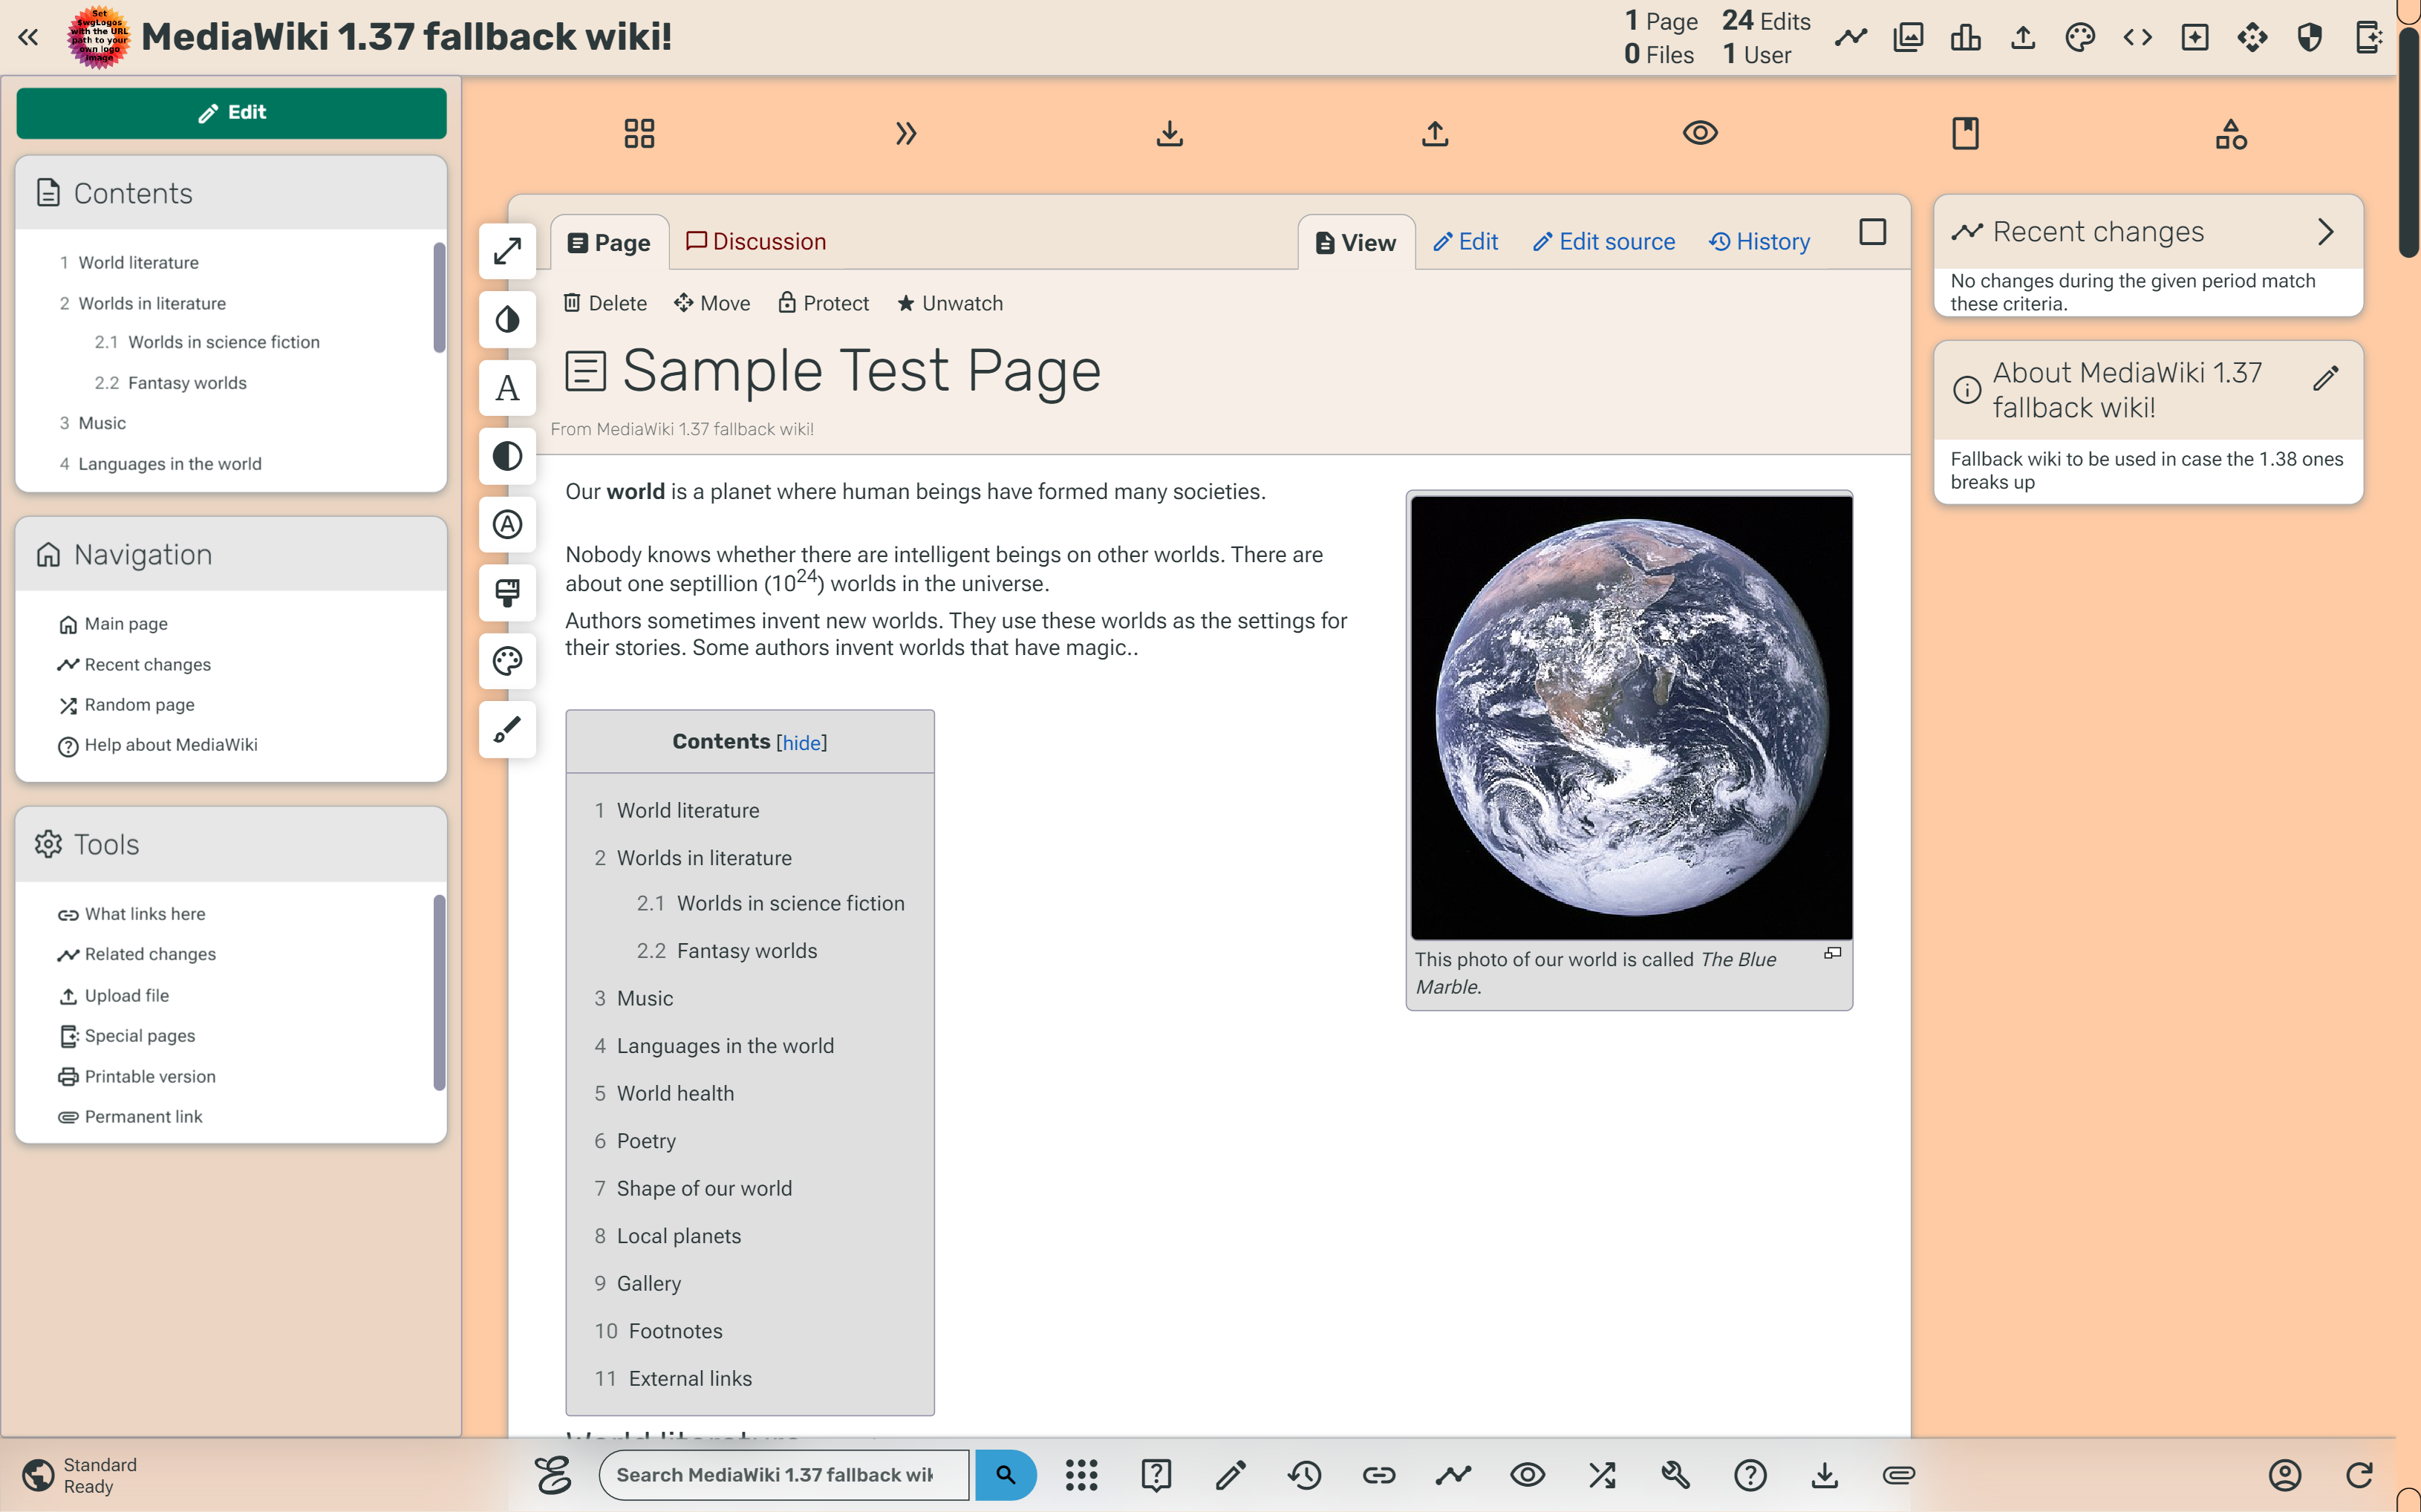 Set
$wgLogos
with the URL
path to your
own logo
image
MediaWiki 1.37 fallback wiki!
1 Page 24 Edits
0 Files 1 User
Edit
Contents
1 World literature
2 Worlds in literature
2.1 Worlds in science fiction
2.2 Fantasy worlds
3 Music
4 Languages in the world
Navigation
Main page
Recent changes
Random page
Help about MediaWiki
Tools
What links here
Related changes
Upload file
Special pages
Printable version
Permanent link
Page Discussion View Edit Edit source History
Delete Move Protect Unwatch
Sample Test Page
From MediaWiki 1.37 fallback wiki!
Our world is a planet where human beings have formed many societies.
Nobody knows whether there are intelligent beings on other worlds. There are
about one septillion (10²⁴) worlds in the universe.
Authors sometimes invent new worlds. They use these worlds as the settings for
their stories. Some authors invent worlds that have magic..
This photo of our world is called The Blue
Marble.
Contents [hide]
1 World literature
2 Worlds in literature
2.1 Worlds in science fiction
2.2 Fantasy worlds
3 Music
4 Languages in the world
5 World health
6 Poetry
7 Shape of our world
8 Local planets
9 Gallery
10 Footnotes
11 External links
World literature
Recent changes
No changes during the given period match
these criteria.
About MediaWiki 1.37
fallback wiki!
Fallback wiki to be used in case the 1.38 ones
breaks up
Standard
Ready
Search MediaWiki 1.37 fallback wik